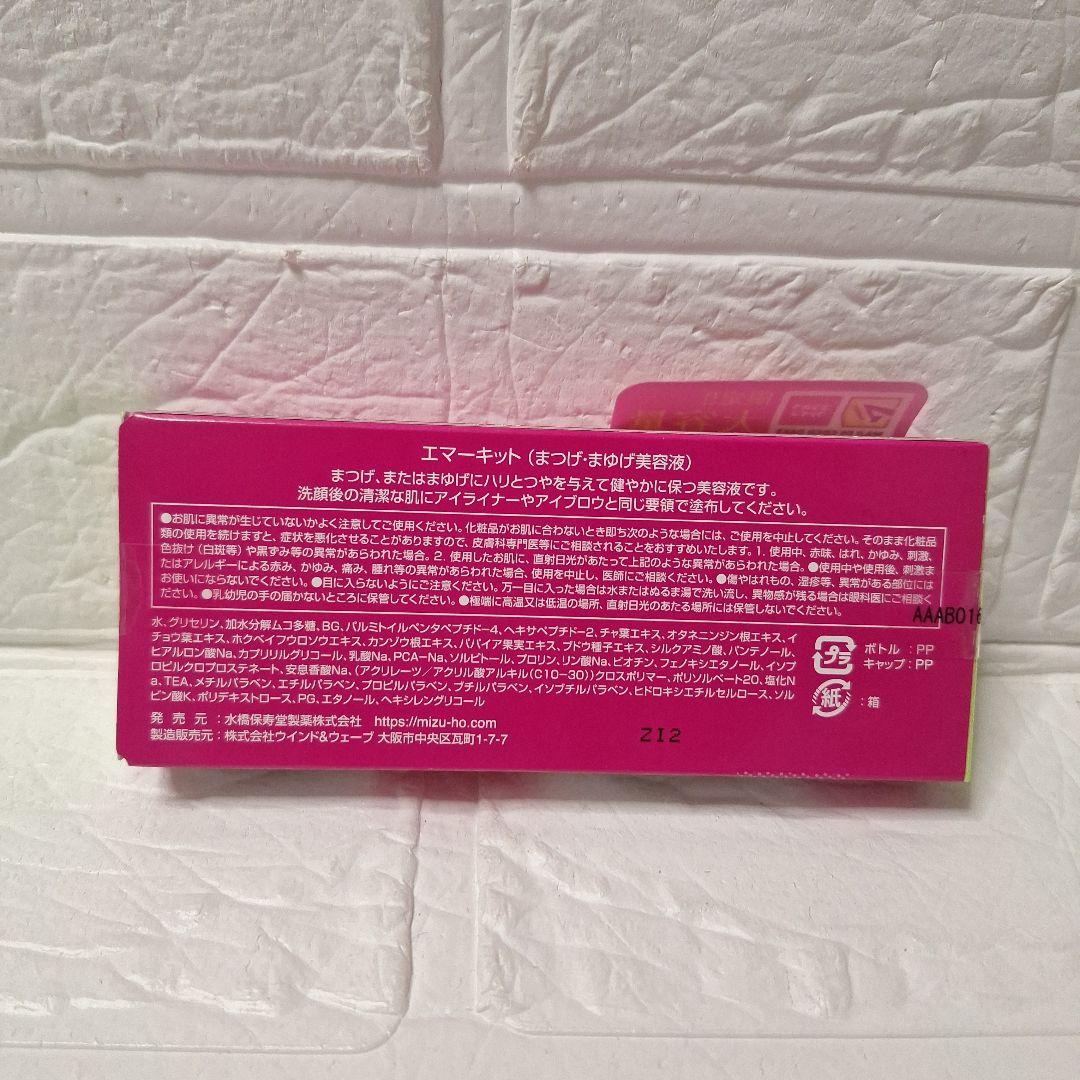 エマーキット（まつげ・まゆげ美容液）
まつげ、またはまゆげにハリとつやを与えて健やかに保つ美容液です。
洗顔後の清潔な肌にアイライナーやアイブロウと同じ要領で塗布してください。
●お肌に異常が生じていないかよく注意してご使用ください。化粧品がお肌に合わないとき即ち次のような場合には、ご使用を中止してください。そのまま化粧品
類の使用を続けますと、症状を悪化させることがありますので、皮膚科専門医等にご相談されることをおすすめいたします。1. 使用中、赤味、はれ、かゆみ、刺激、
色抜け（白斑等）や黒ずみ等の異常があらわれた場合。2. 使用したお肌に、直射日光があたって上記のような異常があらわれた場合。●使用中や使用後、刺激ま
たはアレルギーによる赤み、かゆみ、痛み、腫れ等の異常があらわれた場合、使用を中止し、医師にご相談ください。●傷やはれもの、湿疹等、異常がある部位には
お使いにならないでください。●目に入らないようにご注意ください。万一目に入った場合は水またはぬるま湯で洗い流し、異物感が残る場合は眼科医にご相談く
ださい。●乳幼児の手の届かないところに保管してください。●極端に高温又は低温の場所、直射日光のあたる場所には保管しないでください。
AAAB016
水、グリセリン、加水分解ムコ多糖、BG、パルミトイルペンタペプチド-4、ヘキサペプチド-2、チャ葉エキス、オタネニンジン根エキス、イ
チョウ葉エキス、ホクベイフウロソウエキス、カンゾウ根エキス、パパイア果実エキス、ブドウ種子エキス、シルクアミノ酸、パンテノール、
ヒアルロン酸Na、カプリリルグリコール、乳酸Na、PCA-Na、ソルビトール、プロリン、リン酸Na、ビオチン、フェノキシエタノール、イソプ
ロピルクロプロステネート、安息香酸Na、（アクリレーツ／アクリル酸アルキル（C10-30））クロスポリマー、ポリソルベート20、塩化N
a、TEA、メチルパラベン、エチルパラベン、プロピルパラベン、ブチルパラベン、イソブチルパラベン、ヒドロキシエチルセルロース、ソル
ビン酸K、ポリデキストロース、PG、エタノール、ヘキシレングリコール
プラ
ボトル：PP
キャップ：PP
紙：箱
発売元：水橋保寿堂製薬株式会社 https://mizu-ho.com
製造販売元：株式会社ウインド&ウェーブ 大阪市中央区瓦町1-7-7
ZI2